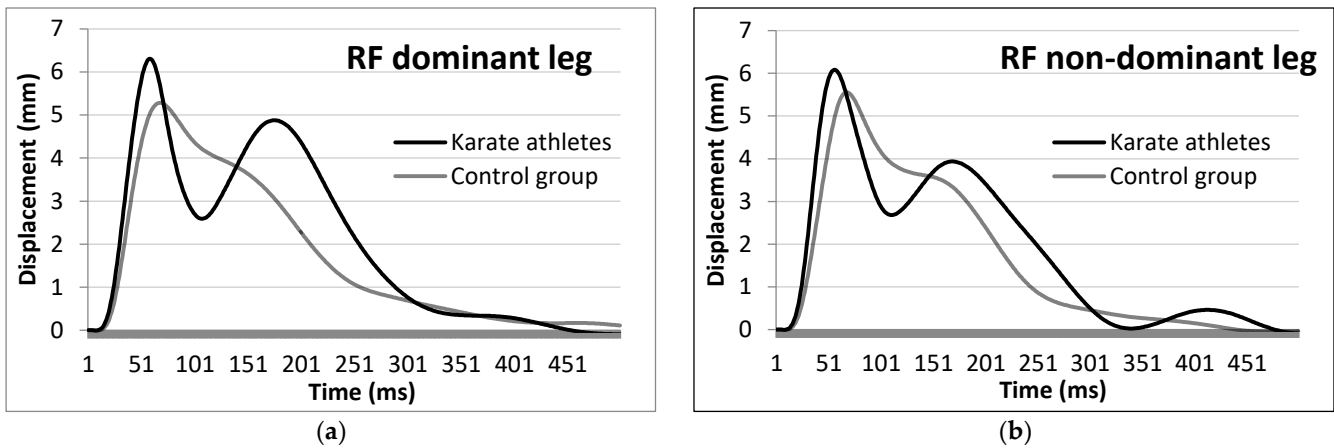 RF dominant leg
Displacement (mm)
7
6
5
4
3
2
1
0
Karate athletes
Control group
1 51 101 151 201 251 301 351 401 451
Time (ms)
(a)
RF non-dominant leg
Displacement (mm)
7
6
5
4
3
2
1
0
Karate athletes
Control group
1 51 101 151 201 251 301 351 401 451
Time (ms)
(b)